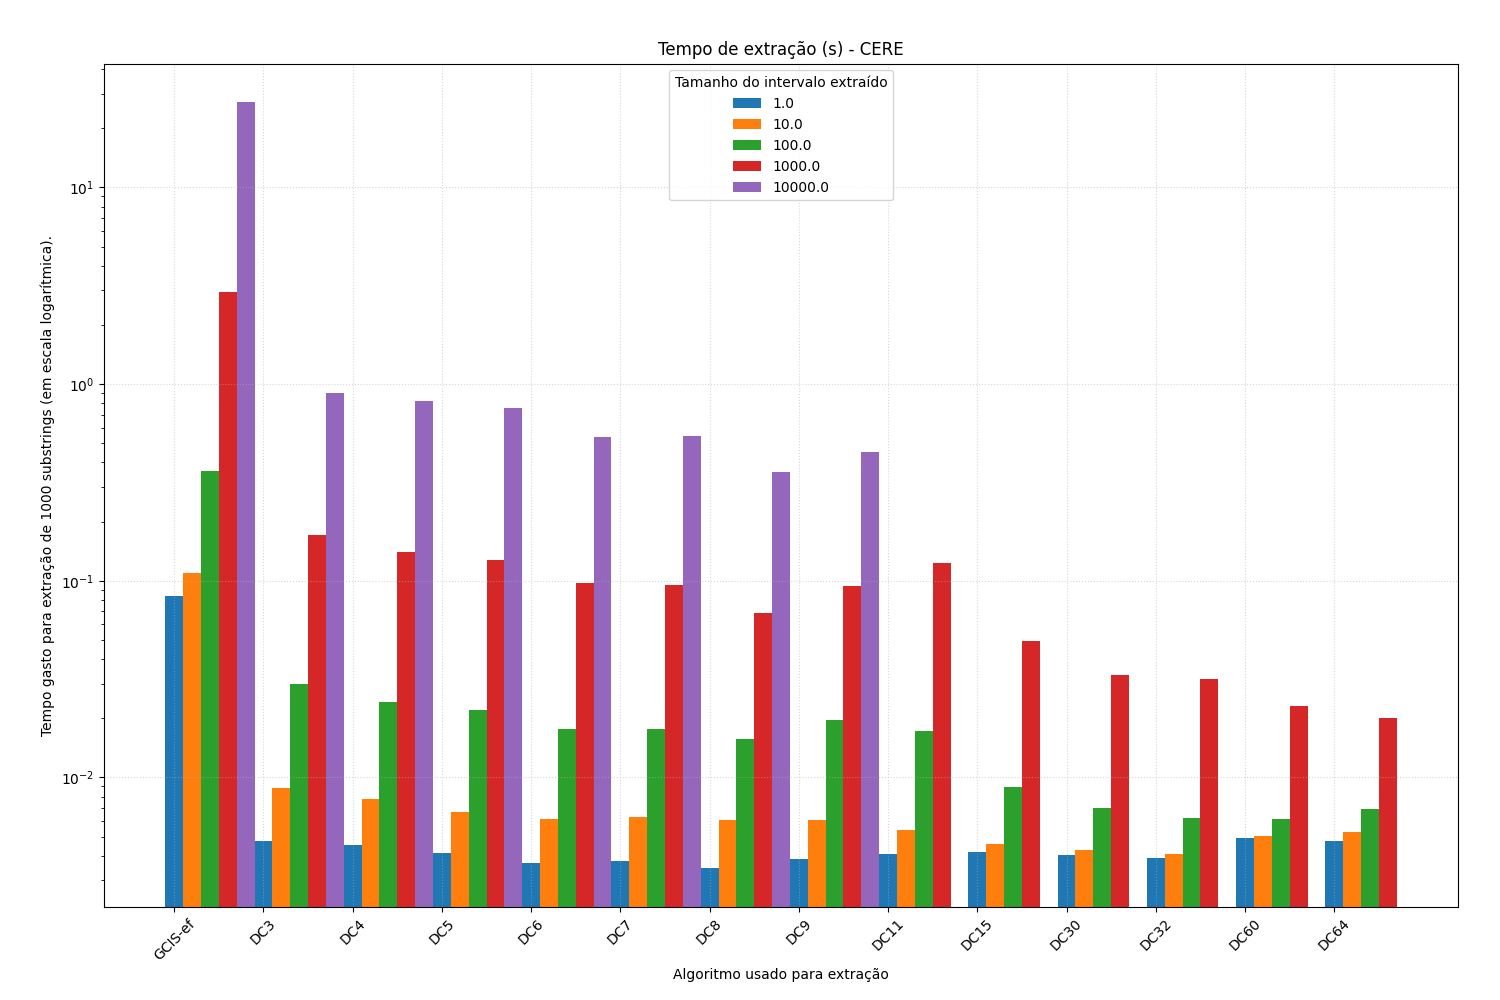 Tempo de extração (s) - CERE
Tamanho do intervalo extraído
1.0
10.0
100.0
1000.0
10000.0
Tempo gasto para extração de 1000 substrings (em escala logarítmica).
10¹
10⁰
10⁻¹
10⁻²
GCIS-ef
DC3
DC4
DC5
DC6
DC7
DC8
DC9
DC11
DC15
DC30
DC32
DC60
DC64
Algoritmo usado para extração